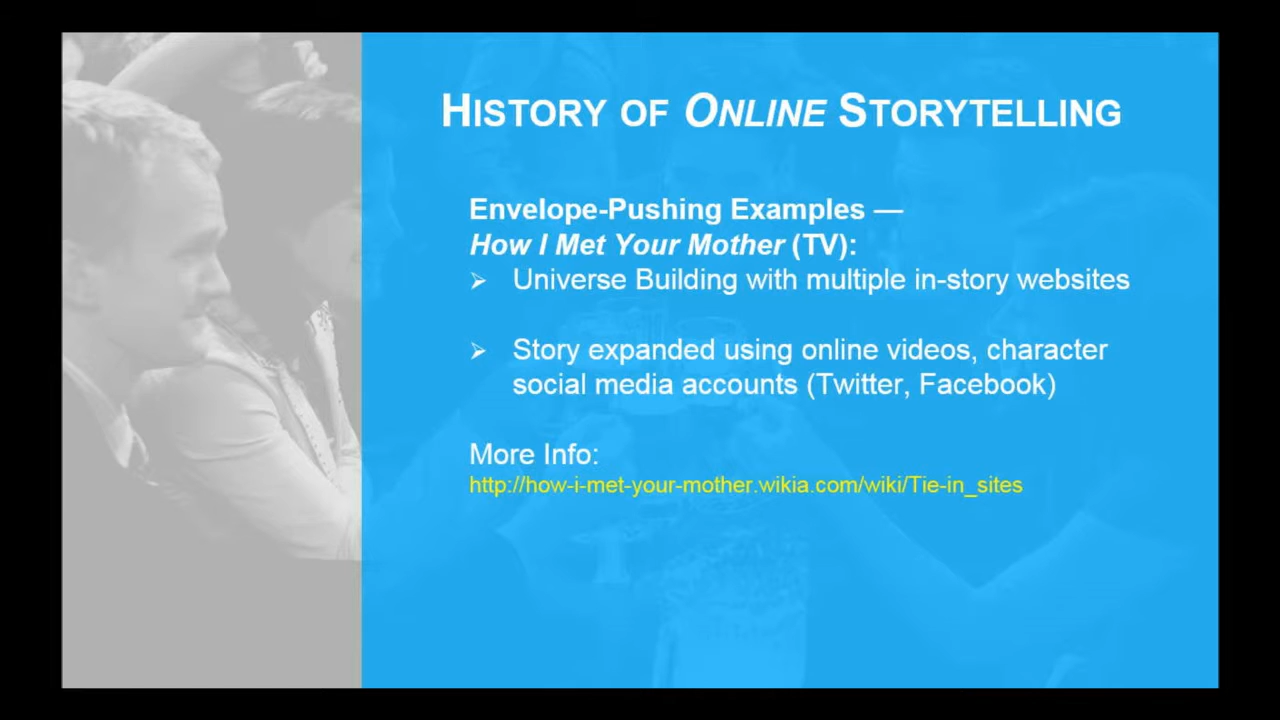 HISTORY OF ONLINE STORYTELLING
Envelope-Pushing Examples —
How I Met Your Mother (TV):
➢ Universe Building with multiple in-story websites
➢ Story expanded using online videos, character
social media accounts (Twitter, Facebook)
More Info:
http://how-i-met-your-mother.wikia.com/wiki/Tie-in_sites